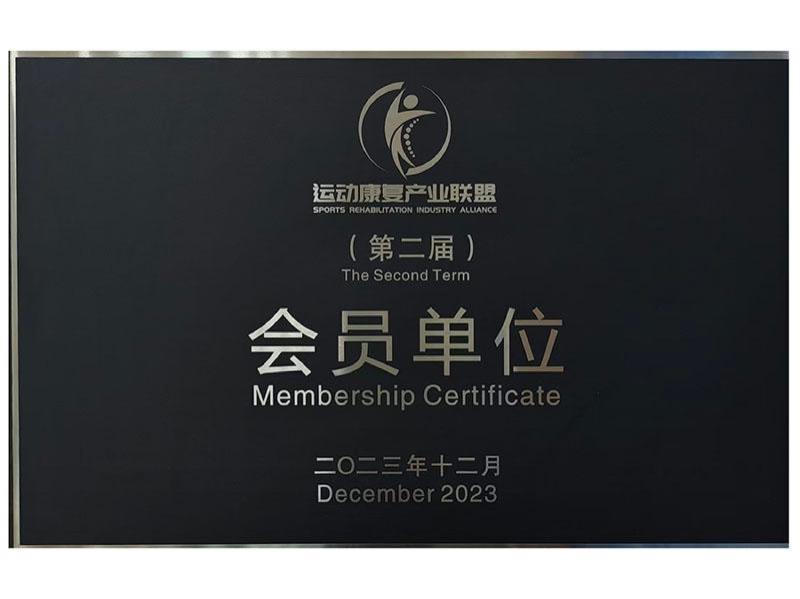 运动康复产业联盟
SPORTS REHABILITATION INDUSTRY ALLIANCE
（第二届）
The Second Term
会员单位
Membership Certificate
二〇二三年十二月
December 2023